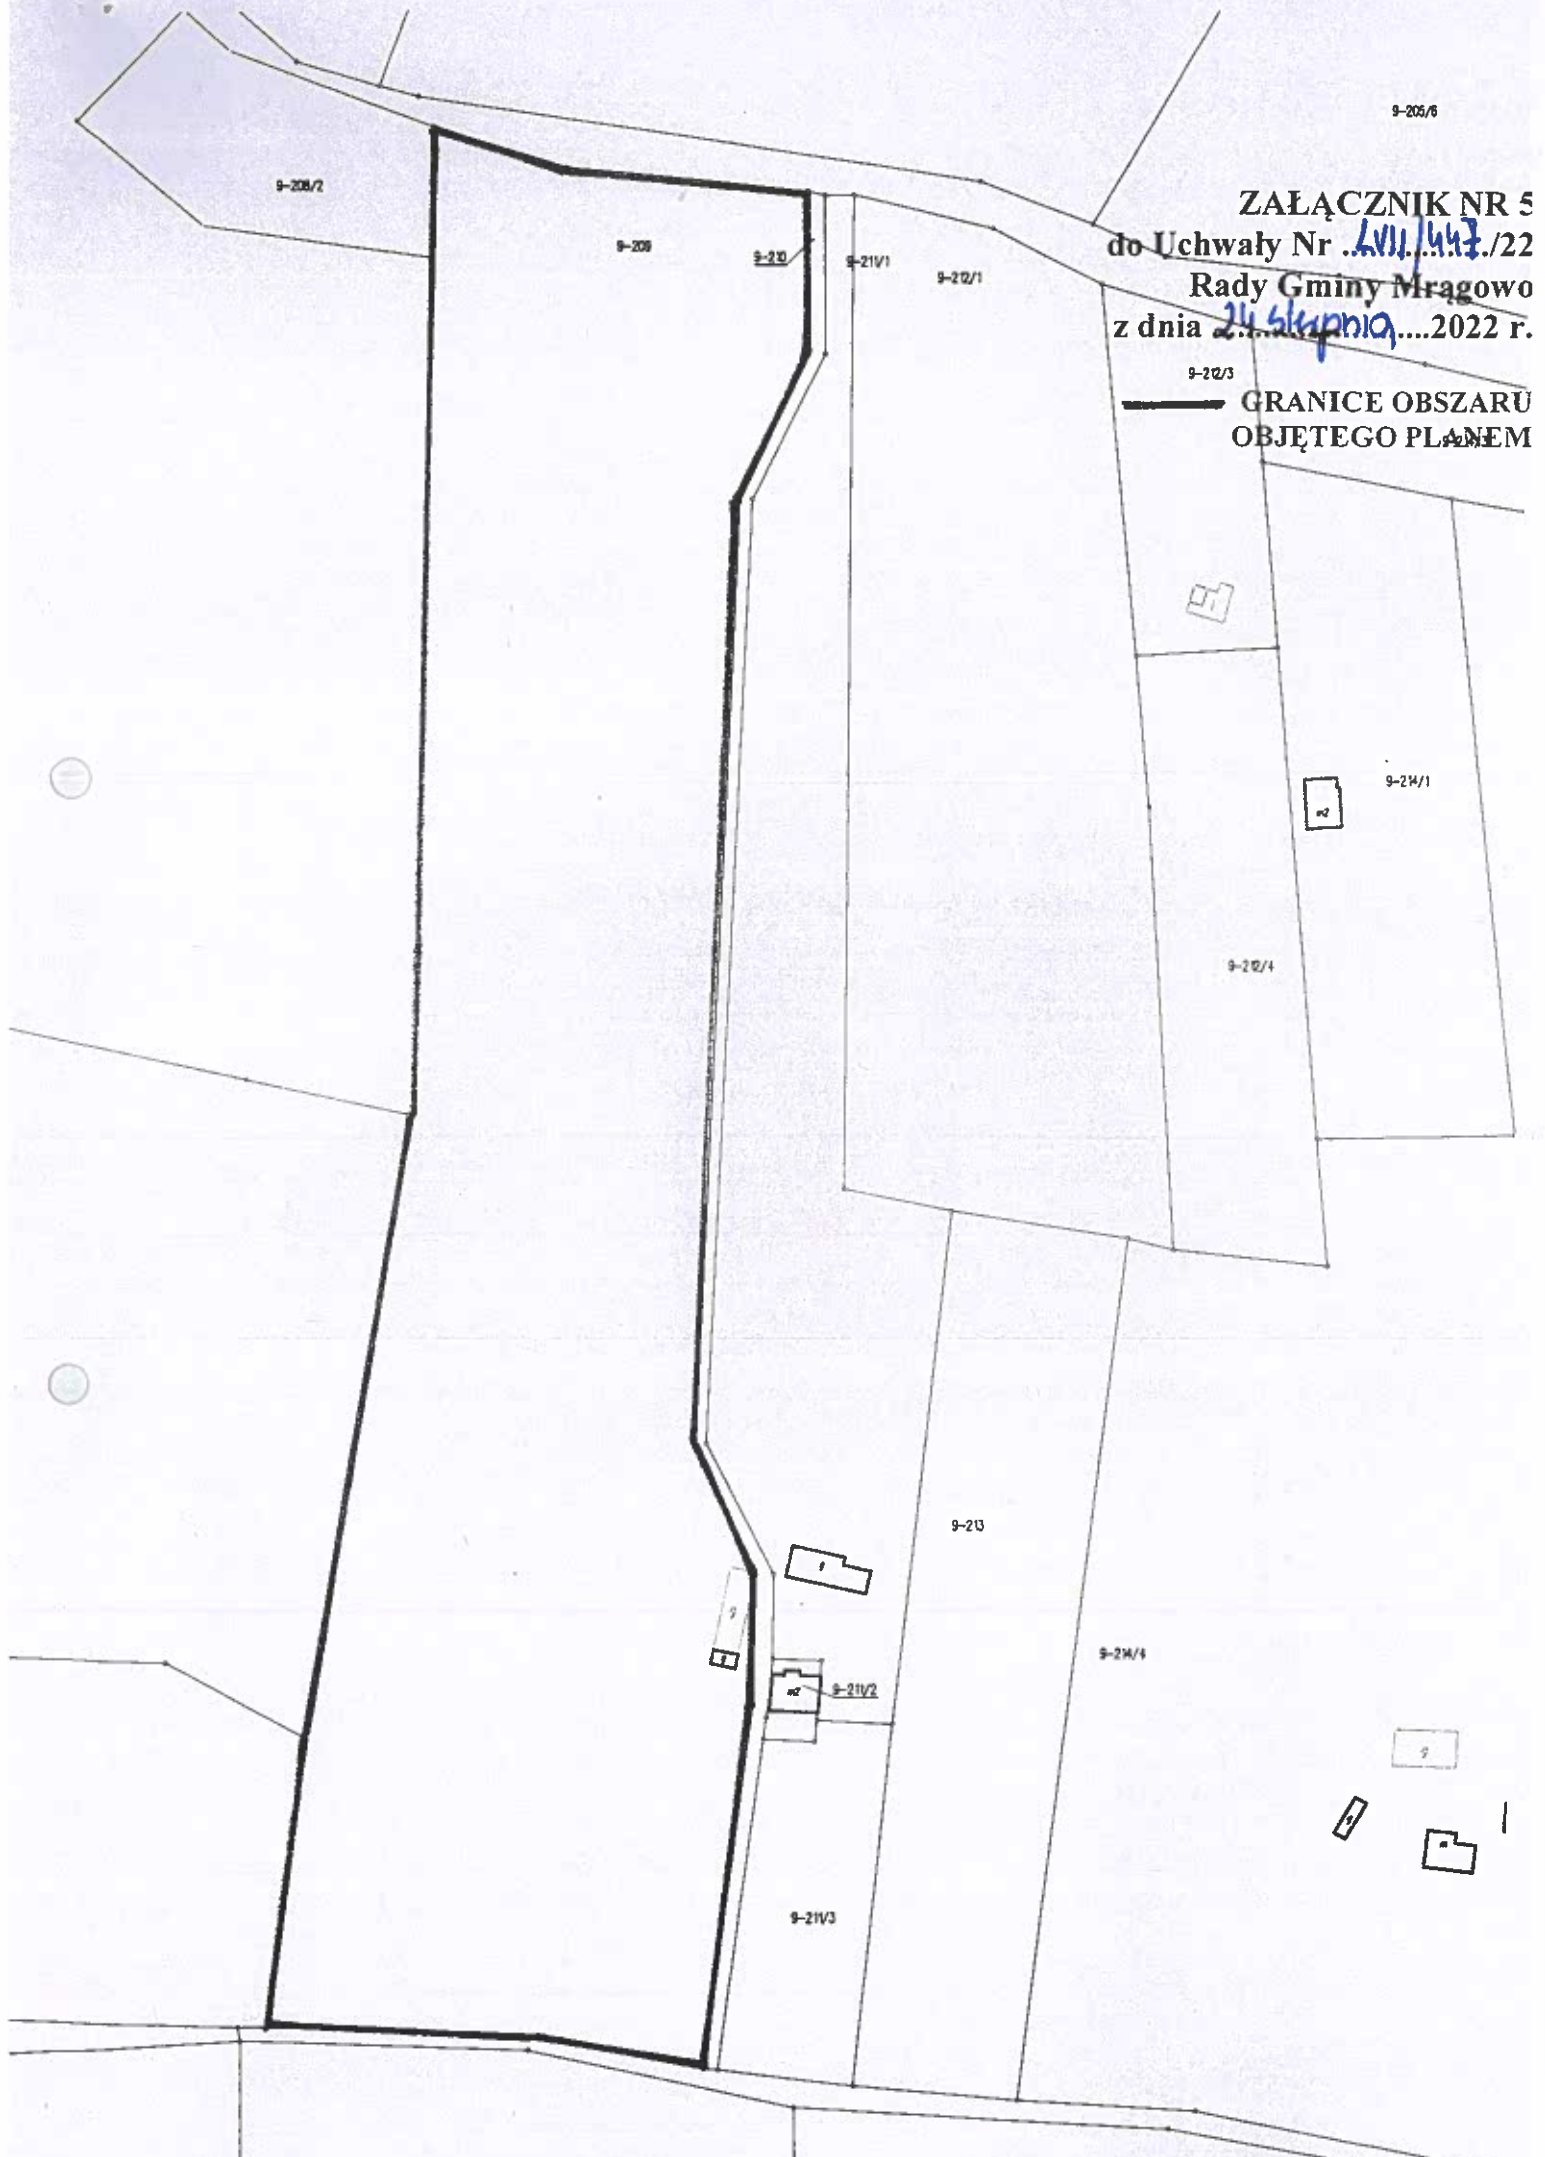 9-205/6
9-208/2
ZAŁĄCZNIK NR 5
do Uchwały Nr ..LVII/447./22
Rady Gminy Mrągowo
z dnia 24 sierpnia....2022 r.
9-209
9-210
9-211/1
9-212/1
9-212/3
GRANICE OBSZARU
OBJĘTEGO PLANEM
9-214/1
m2
9-212/4
9-213
9-214/4
m2
9-211/2
9-211/3